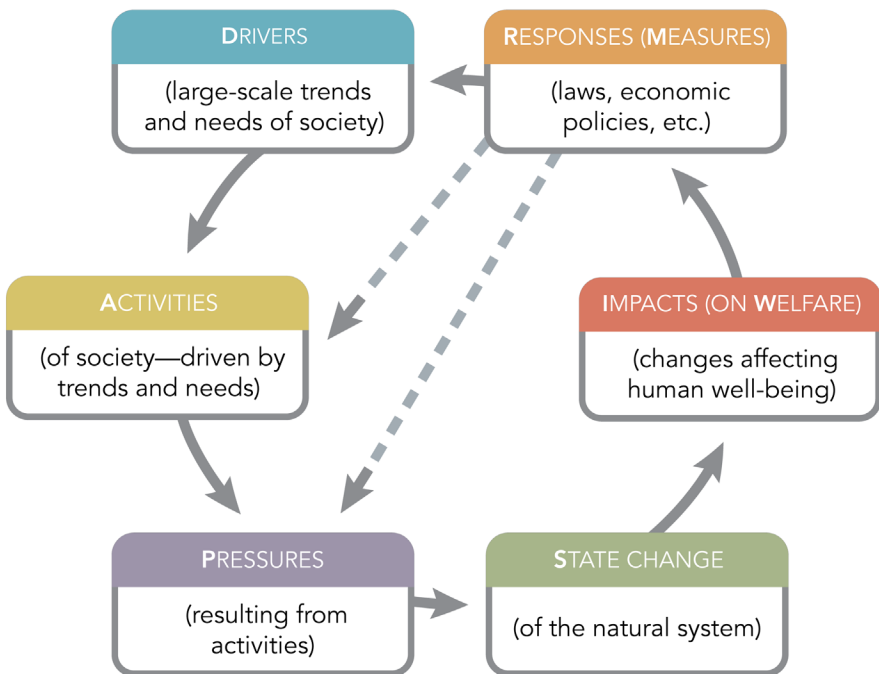 DRIVERS
(large-scale trends
and needs of society)
RESPONSES (MEASURES)
(laws, economic
policies, etc.)
ACTIVITIES
(of society—driven by
trends and needs)
IMPACTS (ON WELFARE)
(changes affecting
human well-being)
PRESSURES
(resulting from
activities)
STATE CHANGE
(of the natural system)